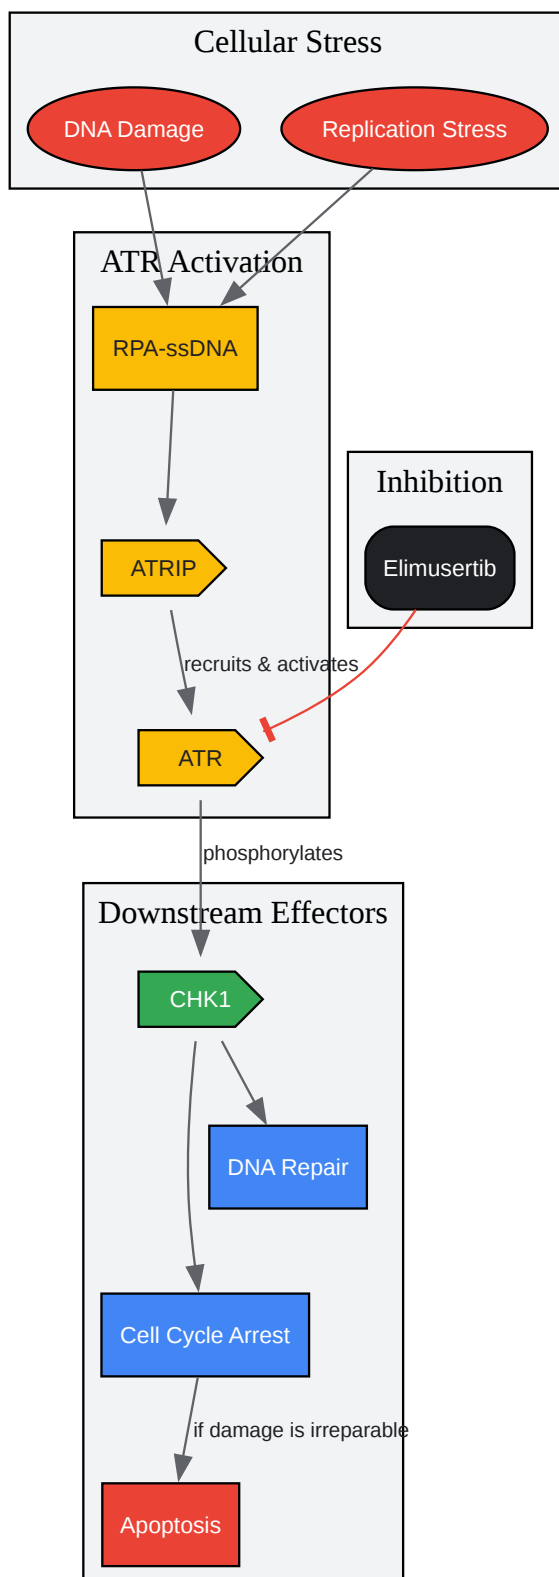 Cellular Stress
DNA Damage
Replication Stress
ATR Activation
RPA-ssDNA
Inhibition
ATRIP
Elimusertib
recruits & activates
ATR
phosphorylates
Downstream Effectors
CHK1
DNA Repair
Cell Cycle Arrest
if damage is irreparable
Apoptosis